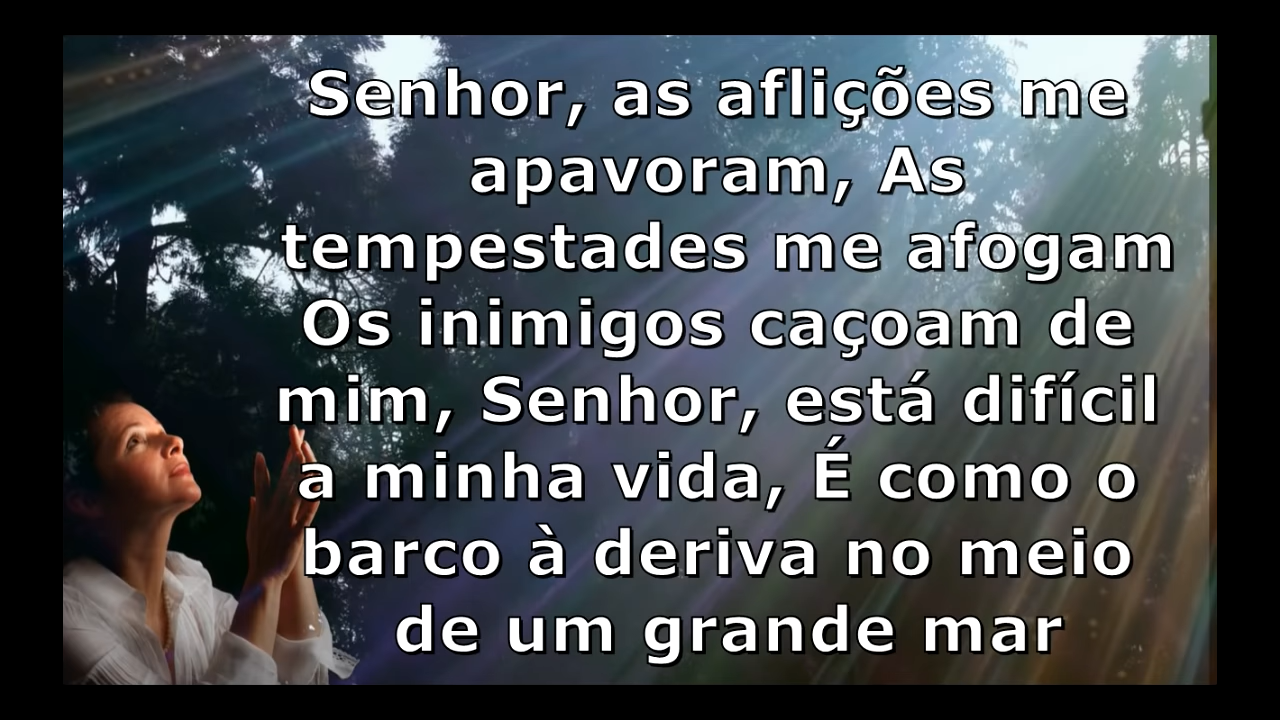 Senhor, as aflições me
apavoram, As
tempestades me afogam
Os inimigos caçoam de
mim, Senhor, está difícil
a minha vida, É como o
barco à deriva no meio
de um grande mar